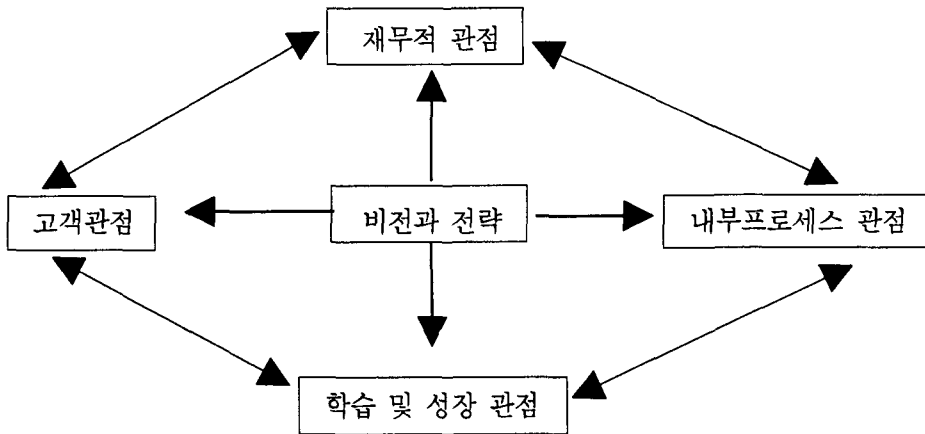 재무적 관점
고객관점
비전과 전략
내부프로세스 관점
학습 및 성장 관점